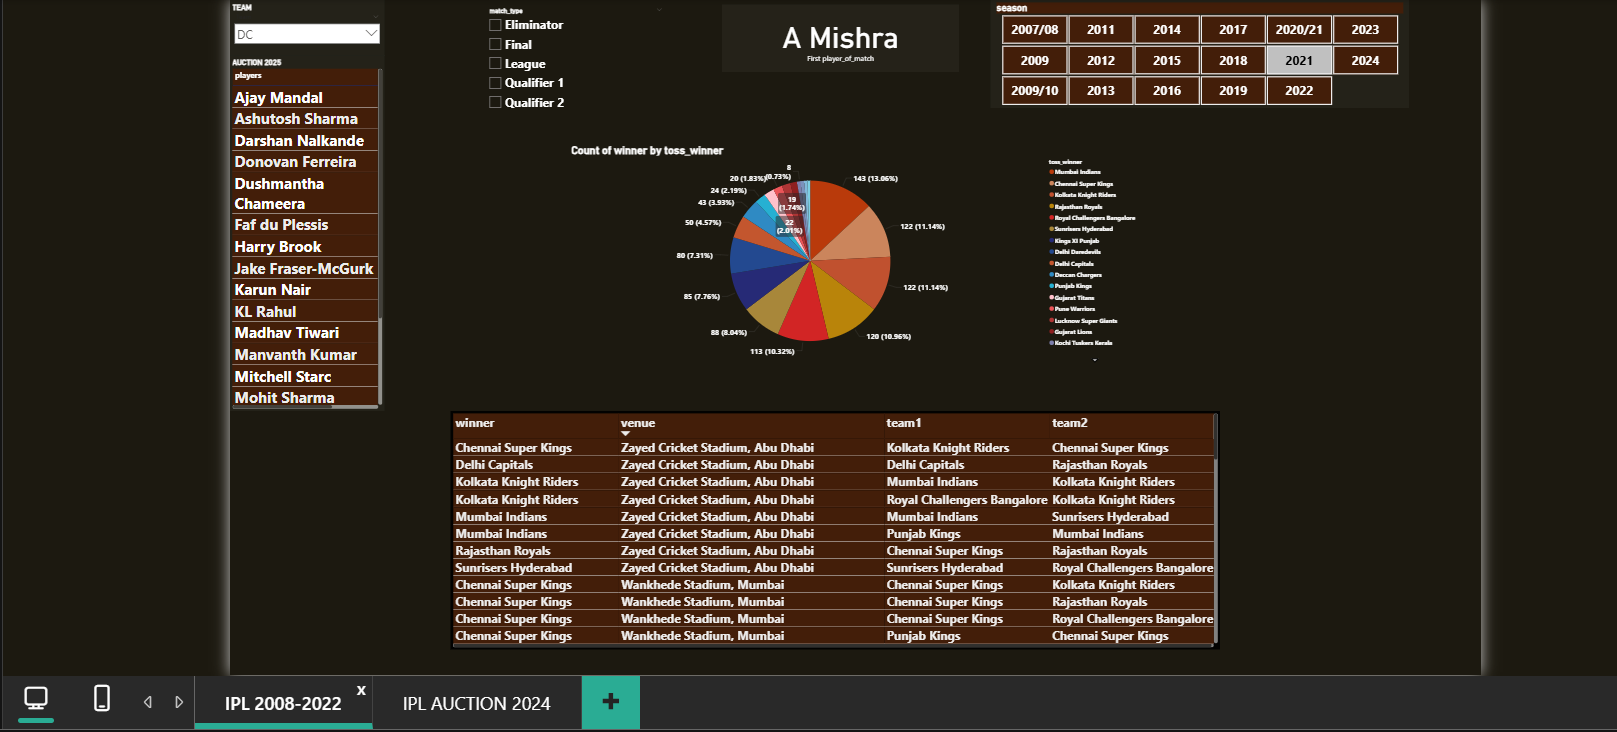 TEAM
DC
AUCTION 2025
players
Ajay Mandal
Ashutosh Sharma
Darshan Nalkande
Donovan Ferreira
Dushmantha
Chameera
Faf du Plessis
Harry Brook
Jake Fraser-McGurk
Karun Nair
KL Rahul
Madhav Tiwari
Manvanth Kumar
Mitchell Starc
Mohit Sharma
match_type
Eliminator
Final
League
Qualifier 1
Qualifier 2
A Mishra
First player_of_match
season
2007/08 2011 2014 2017 2020/21 2023
2009 2012 2015 2018 2021 2024
2009/10 2013 2016 2019 2022
Count of winner by toss_winner
8
(0.73%)
20 (1.83%)
24 (2.19%)
43 (3.93%)
50 (4.57%)
80 (7.31%)
85 (7.76%)
88 (8.04%)
113 (10.32%)
19
(1.74%)
22
(2.01%)
143 (13.06%)
122 (11.14%)
122 (11.14%)
120 (10.96%)
toss_winner
Mumbai Indians
Chennai Super Kings
Kolkata Knight Riders
Rajasthan Royals
Royal Challengers Bangalore
Sunrisers Hyderabad
Kings XI Punjab
Delhi Daredevils
Delhi Capitals
Deccan Chargers
Punjab Kings
Gujarat Titans
Pune Warriors
Lucknow Super Giants
Gujarat Lions
Kochi Tuskers Kerala
winner venue team1 team2
Chennai Super Kings Zayed Cricket Stadium, Abu Dhabi Kolkata Knight Riders Chennai Super Kings
Delhi Capitals Zayed Cricket Stadium, Abu Dhabi Delhi Capitals Rajasthan Royals
Kolkata Knight Riders Zayed Cricket Stadium, Abu Dhabi Mumbai Indians Kolkata Knight Riders
Kolkata Knight Riders Zayed Cricket Stadium, Abu Dhabi Royal Challengers Bangalore Kolkata Knight Riders
Mumbai Indians Zayed Cricket Stadium, Abu Dhabi Mumbai Indians Sunrisers Hyderabad
Mumbai Indians Zayed Cricket Stadium, Abu Dhabi Punjab Kings Mumbai Indians
Rajasthan Royals Zayed Cricket Stadium, Abu Dhabi Chennai Super Kings Rajasthan Royals
Sunrisers Hyderabad Zayed Cricket Stadium, Abu Dhabi Sunrisers Hyderabad Royal Challengers Bangalore
Chennai Super Kings Wankhede Stadium, Mumbai Chennai Super Kings Kolkata Knight Riders
Chennai Super Kings Wankhede Stadium, Mumbai Chennai Super Kings Rajasthan Royals
Chennai Super Kings Wankhede Stadium, Mumbai Chennai Super Kings Royal Challengers Bangalore
Chennai Super Kings Wankhede Stadium, Mumbai Punjab Kings Chennai Super Kings
IPL 2008-2022 x IPL AUCTION 2024 +